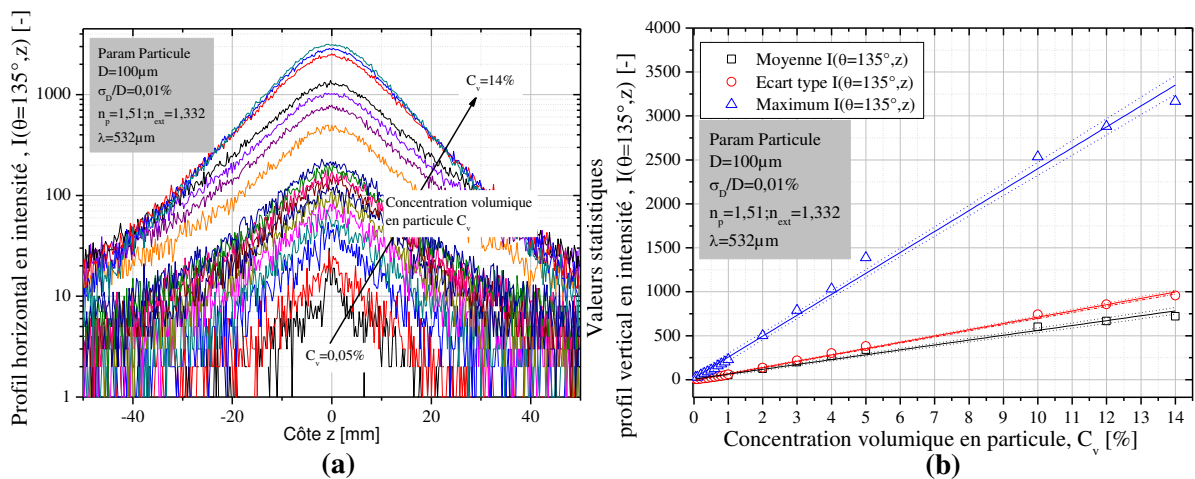 Profil horizontal en intensité , I(θ=135°,z) [-]
1000
100
10
1
Param Particule
D=100µm
σD/D=0,01%
np=1,51;next=1,332
λ=532µm
Cv=14%
Concentration volumique
en particule Cv
Cv=0,05%
-40 -20 0 20 40
Côte z [mm]
(a)
Valeurs statistiques
profil vertical en intensité , I(θ=135°,z) [-]
4000
3500
3000
2500
2000
1500
1000
500
0
Moyenne I(θ=135°,z)
Ecart type I(θ=135°,z)
Maximum I(θ=135°,z)
Param Particule
D=100µm
σD/D=0,01%
np=1,51;next=1,332
λ=532µm
0 1 2 3 4 5 6 7 8 9 10 11 12 13 14
Concentration volumique en particule, Cv [%]
(b)